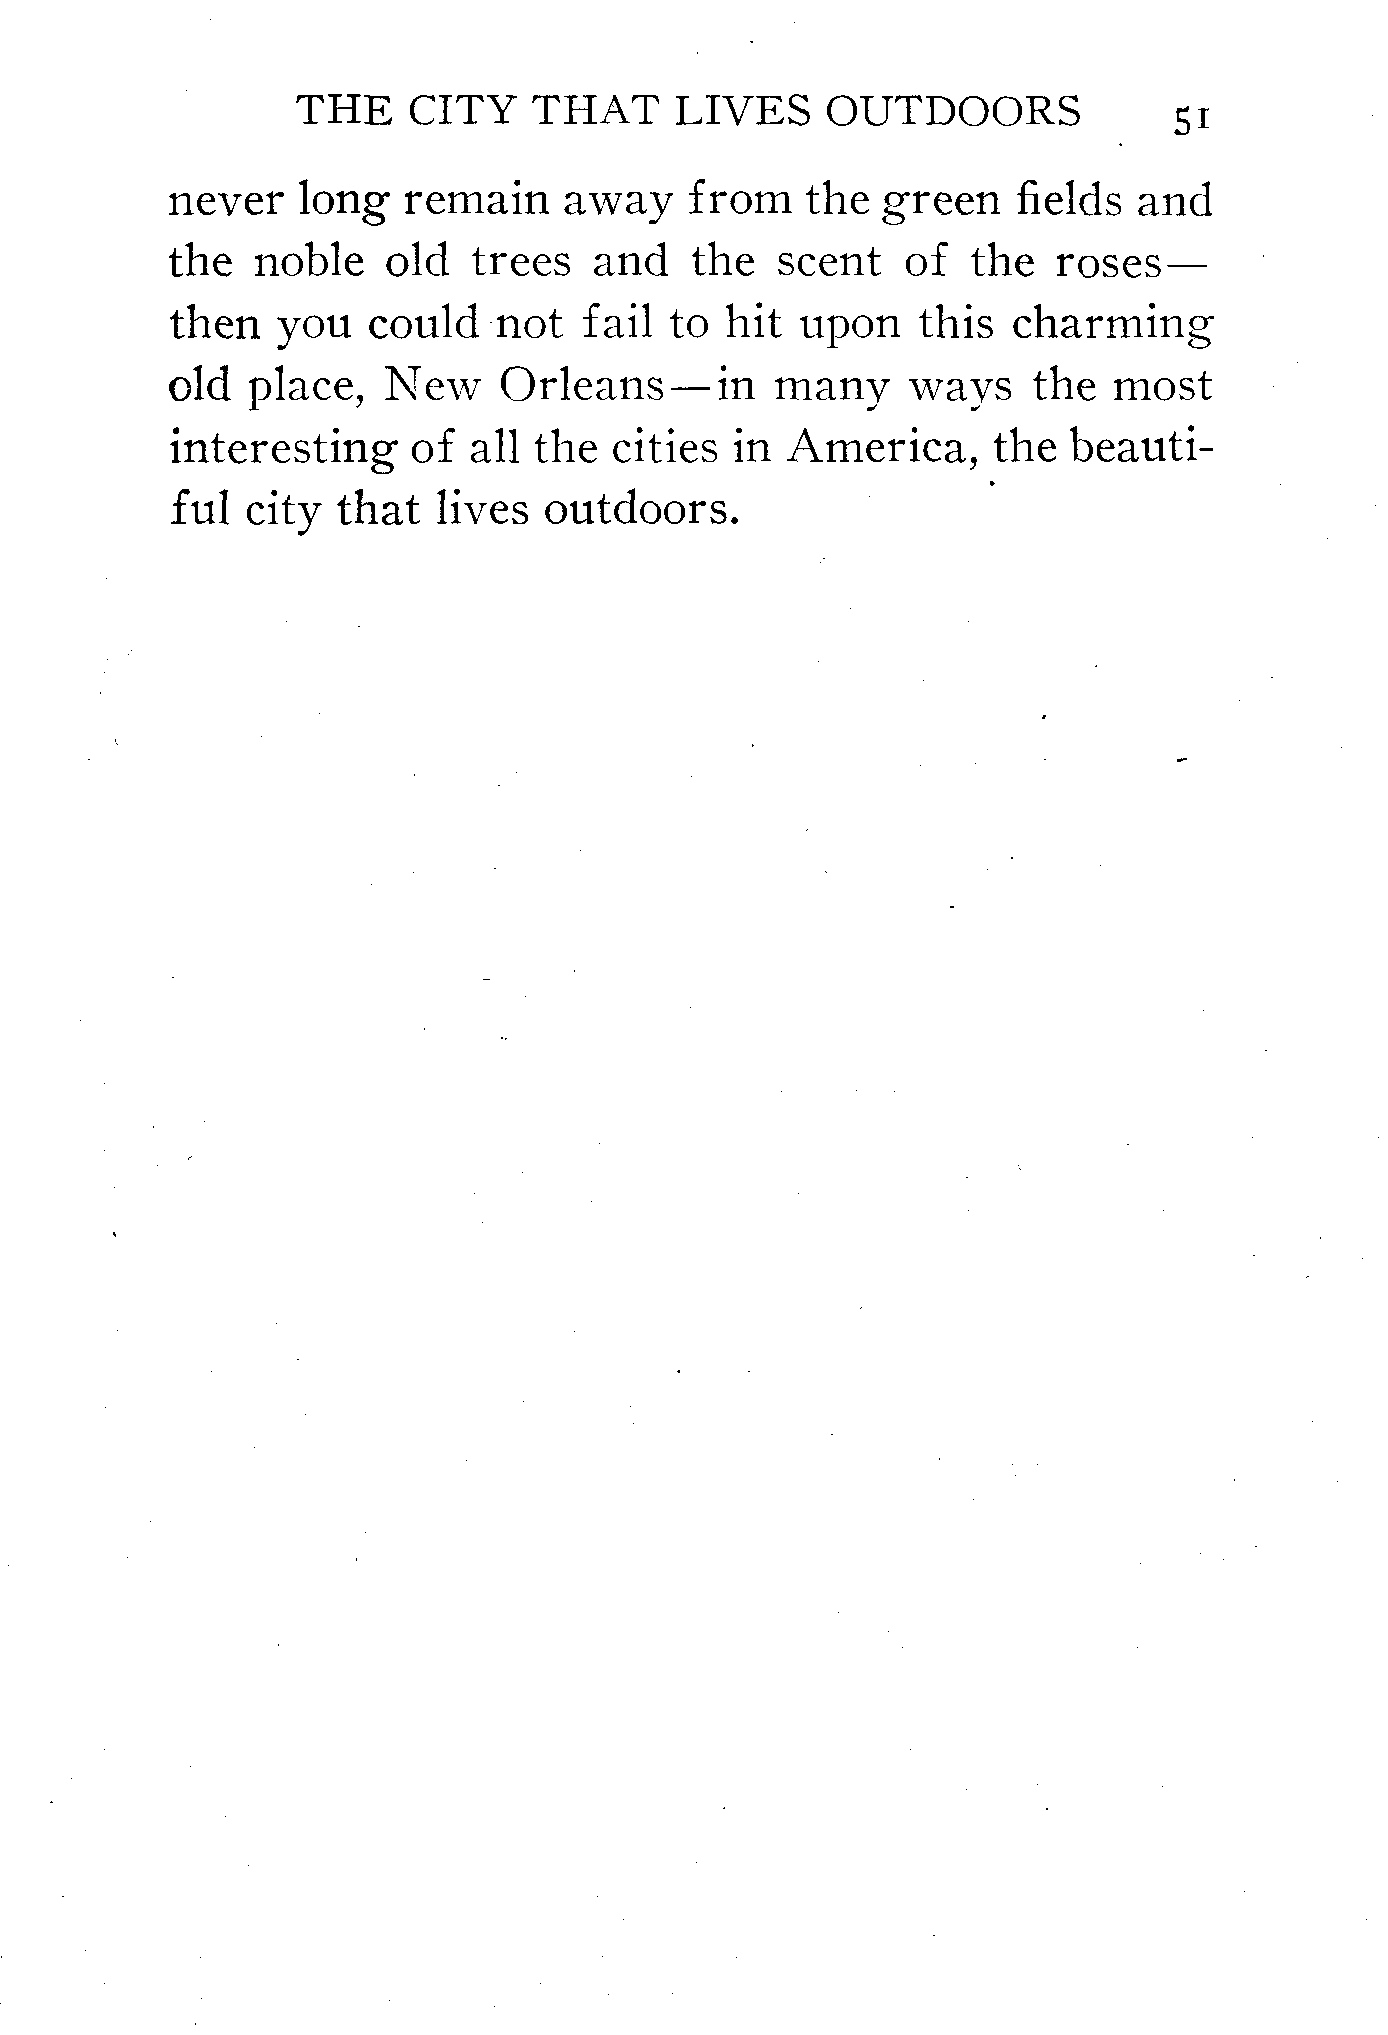 THE CITY THAT LIVES OUTDOORS 51
never long remain away from the green fields and
the noble old trees and the scent of the roses—
then you could not fail to hit upon this charming
old place, New Orleans—in many ways the most
interesting of all the cities in America, the beauti-
ful city that lives outdoors.